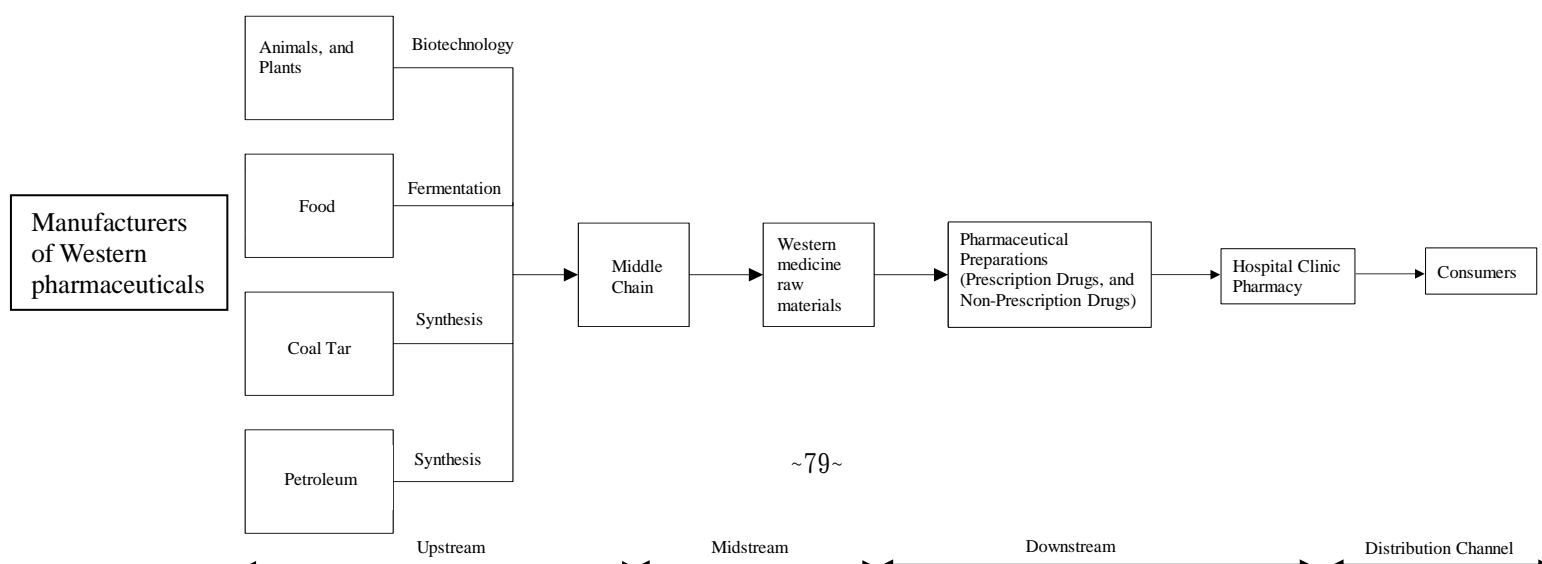 Manufacturers
of Western
pharmaceuticals
Animals, and
Plants
Biotechnology
Food
Fermentation
Coal Tar
Synthesis
Petroleum
Synthesis
Middle
Chain
Western
medicine
raw
materials
Pharmaceutical
Preparations
(Prescription Drugs, and
Non-Prescription Drugs)
Hospital Clinic
Pharmacy
Consumers
~79~
Upstream
Midstream
Downstream
Distribution Channel